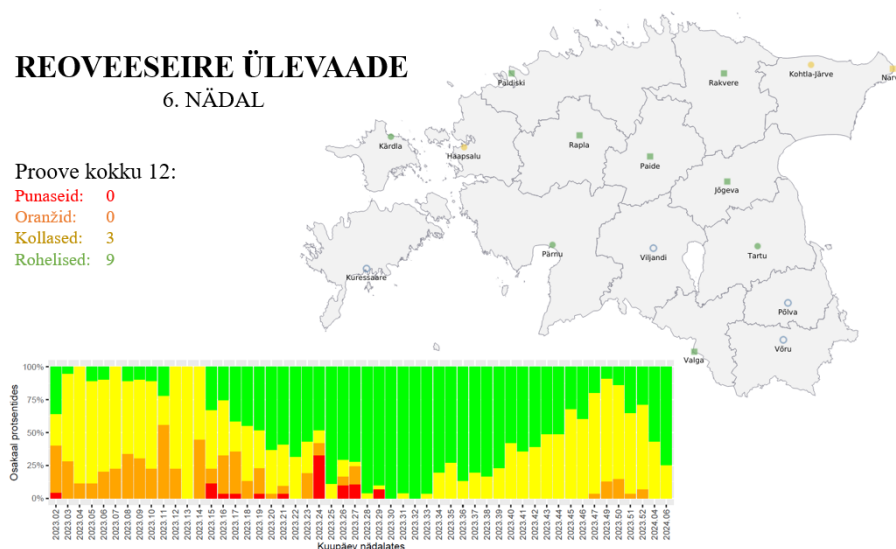 REOVEESEIRE ÜLEVAADE
6. NÄDAL
Proove kokku 12:
Punaseid: 0
Oranžid: 0
Kollased: 3
Rohelised: 9
Paldiski
Rakvere
Kohtla-Järve
Narv
Kärdla
Haapsalu
Rapla
Paide
Jõgeva
Kuressaare
Pärnu
Viljandi
Tartu
Põlva
Võru
Valga
Osakaal protsentides
100%
75%
50%
25%
0%
2023.02
2023.03
2023.04
2023.05
2023.06
2023.07
2023.08
2023.09
2023.10
2023.11
2023.12
2023.13
2023.14
2023.15
2023.16
2023.17
2023.18
2023.19
2023.20
2023.21
2023.22
2023.23
2023.24
2023.25
2023.26
2023.27
2023.28
2023.29
2023.30
2023.31
2023.32
2023.33
2023.34
2023.35
2023.36
2023.37
2023.38
2023.39
2023.40
2023.41
2023.42
2023.43
2023.44
2023.45
2023.46
2023.47
2023.49
2023.50
2023.51
2023.52
2024.04
2024.06
Kuupäev nädalates